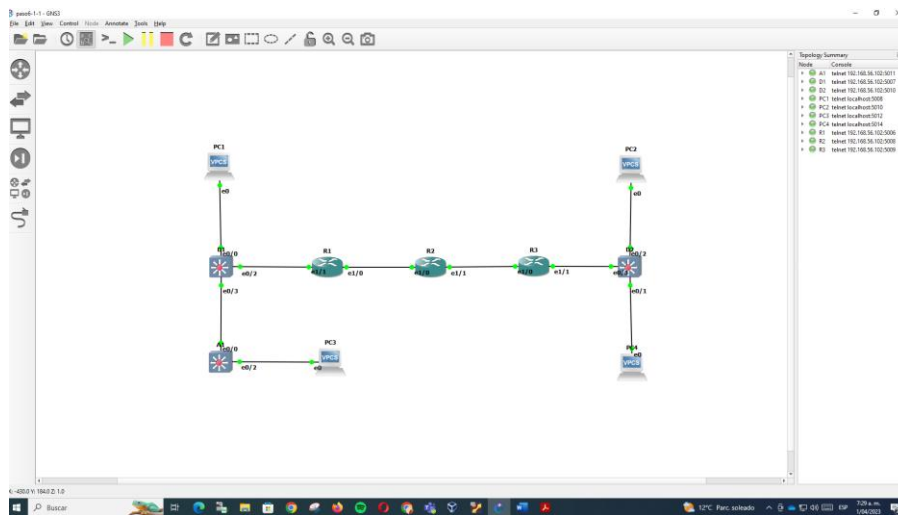 paso6-1-1 - GNS3
File Edit View Control Node Annotate Tools Help
Topology Summary
Node Console
A1 telnet 192.168.56.102:5011
D1 telnet 192.168.56.102:5007
D2 telnet 192.168.56.102:5010
PC1 telnet localhost:5008
PC2 telnet localhost:5010
PC3 telnet localhost:5012
PC4 telnet localhost:5014
R1 telnet 192.168.56.102:5006
R2 telnet 192.168.56.102:5008
R3 telnet 192.168.56.102:5009
PC1
VPCS
e0
PC2
VPCS
e0
e0/0
e0/2
e0/3
R1
e1/1
e1/0
R2
e1/0
e1/1
R3
e1/0
e1/1
e0/2
e0/1
e0/0
e0/2
PC3
VPCS
e0
PC4
e0
VPCS
X: -430.0 Y: 184.0 Z: 1.0
Buscar
12°C Parc. soleado
ESP
7:29 a. m.
1/04/2023